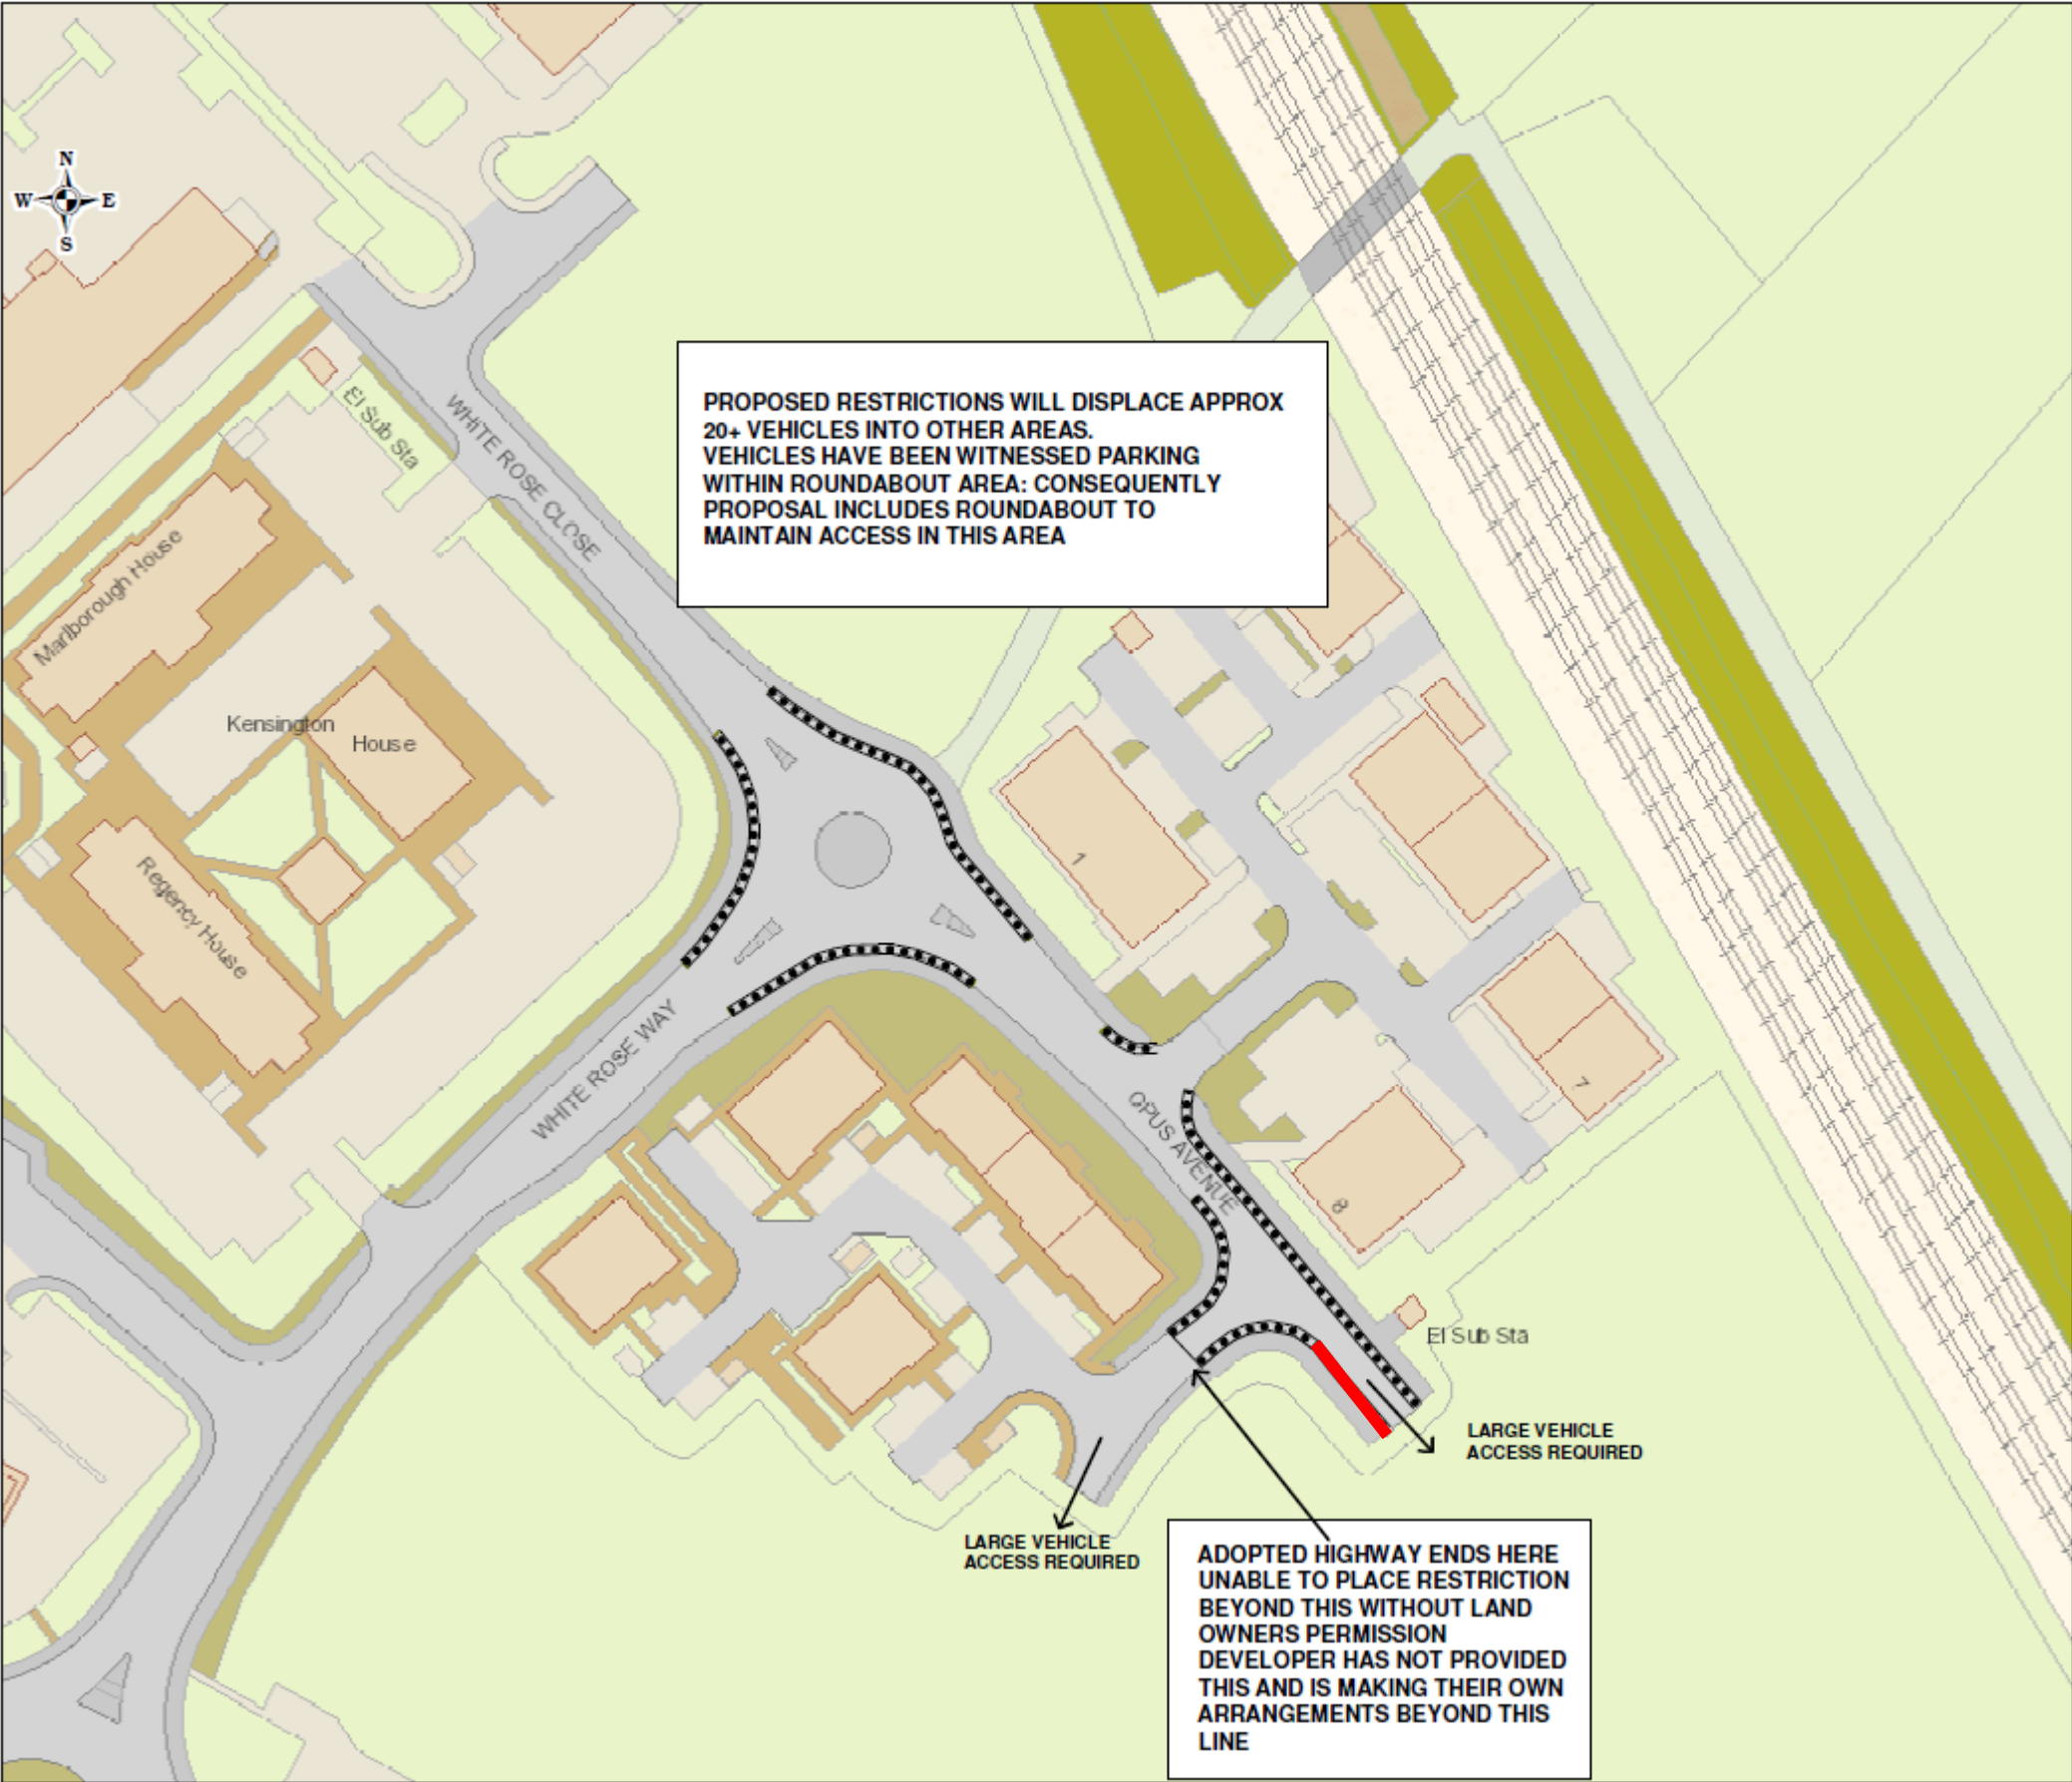 N
W E
S
El Sub Sta
WHITE ROSE CLOSE
PROPOSED RESTRICTIONS WILL DISPLACE APPROX
20+ VEHICLES INTO OTHER AREAS.
VEHICLES HAVE BEEN WITNESSED PARKING
WITHIN ROUNDABOUT AREA: CONSEQUENTLY
PROPOSAL INCLUDES ROUNDABOUT TO
MAINTAIN ACCESS IN THIS AREA
Marlborough House
Kensington
House
Regency House
1
WHITE ROSE WAY
7
OPUS AVENUE
8
El Sub Sta
LARGE VEHICLE
ACCESS REQUIRED
LARGE VEHICLE
ACCESS REQUIRED
ADOPTED HIGHWAY ENDS HERE
UNABLE TO PLACE RESTRICTION
BEYOND THIS WITHOUT LAND
OWNERS PERMISSION
DEVELOPER HAS NOT PROVIDED
THIS AND IS MAKING THEIR OWN
ARRANGEMENTS BEYOND THIS
LINE